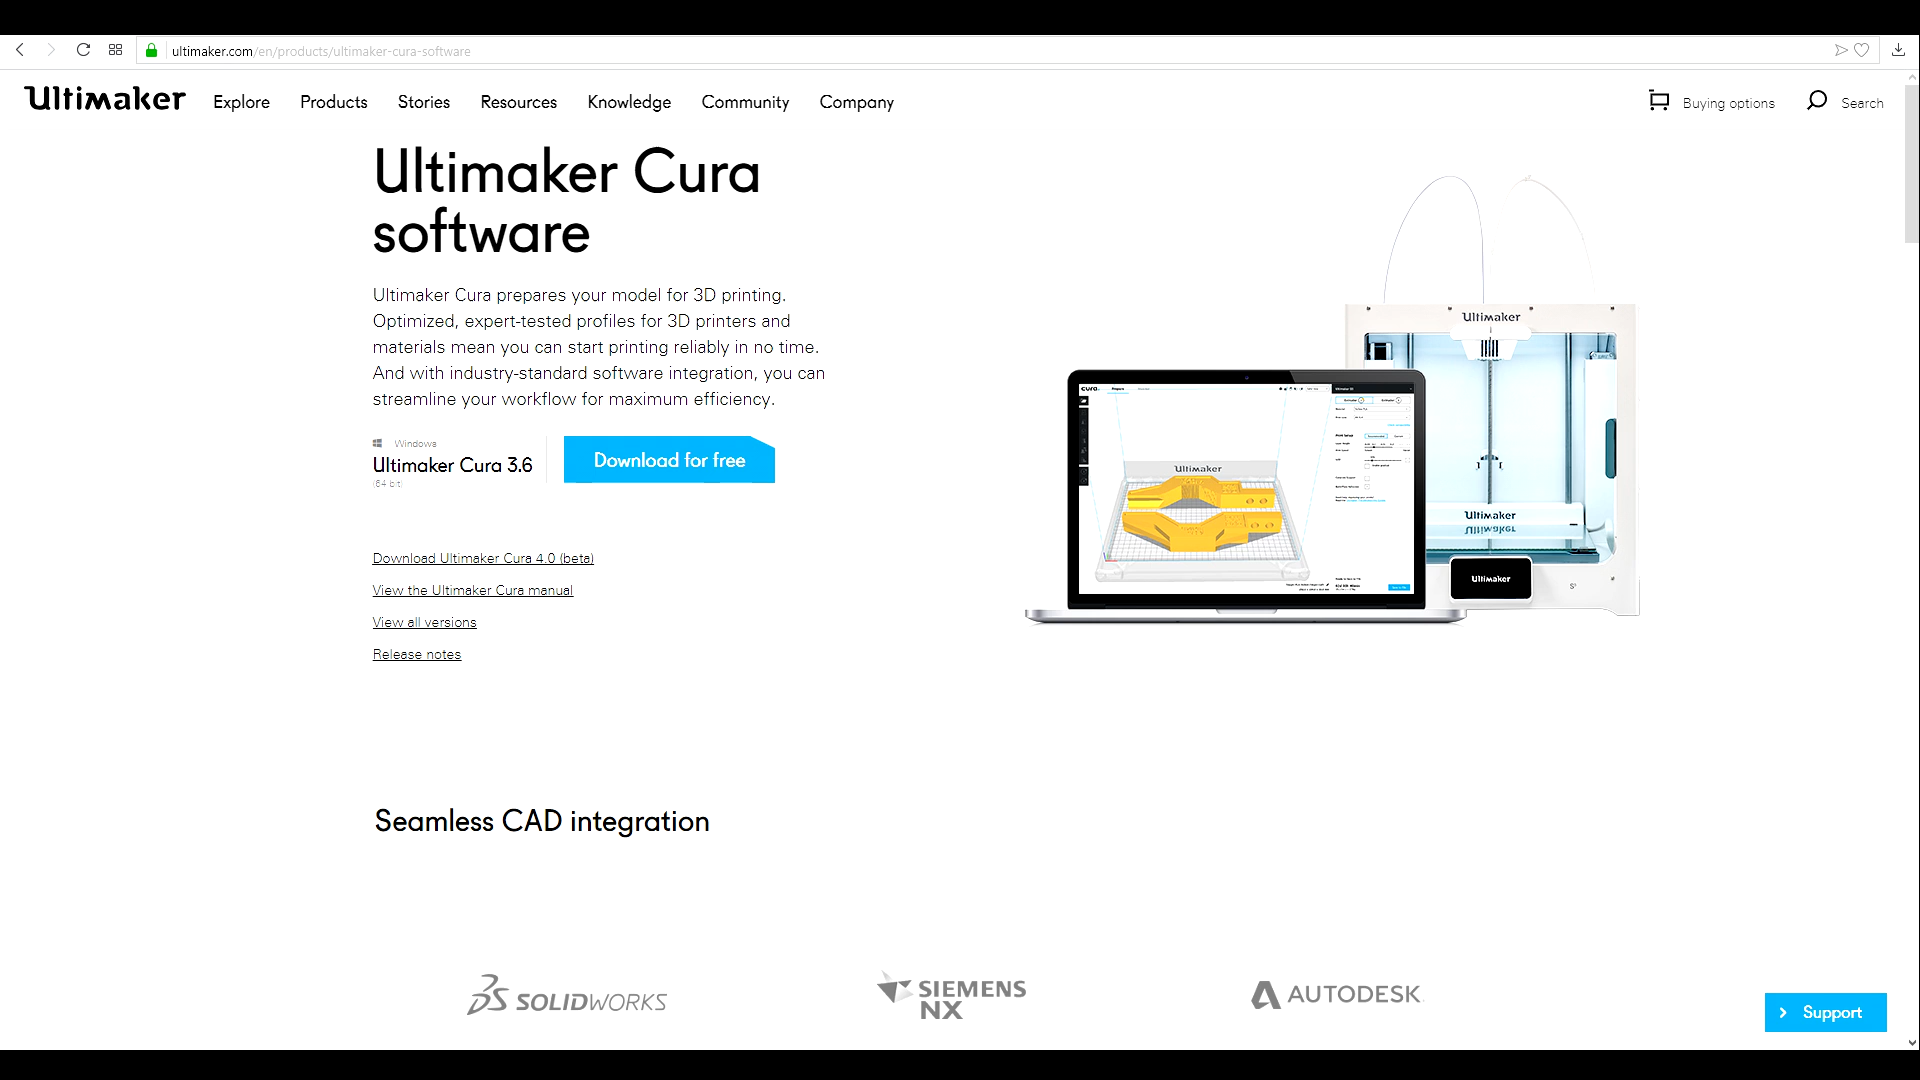 ultimaker.com/en/products/ultimaker-cura-software
Ultimaker
Explore
Products
Stories
Resources
Knowledge
Community
Company
Buying options
Search
Ultimaker Cura
software
Ultimaker Cura prepares your model for 3D printing.
Optimized, expert-tested profiles for 3D printers and
materials mean you can start printing reliably in no time.
And with industry-standard software integration, you can
streamline your workflow for maximum efficiency.
Windows
Ultimaker Cura 3.6
(64 bit)
Download for free
Download Ultimaker Cura 4.0 (beta)
View the Ultimaker Cura manual
View all versions
Release notes
Ultimaker
cura
Prepare
Ultimaker
Ultimaker
Ultimaker
Ultimaker
S5
Seamless CAD integration
SOLIDWORKS
SIEMENS
NX
AUTODESK
Support